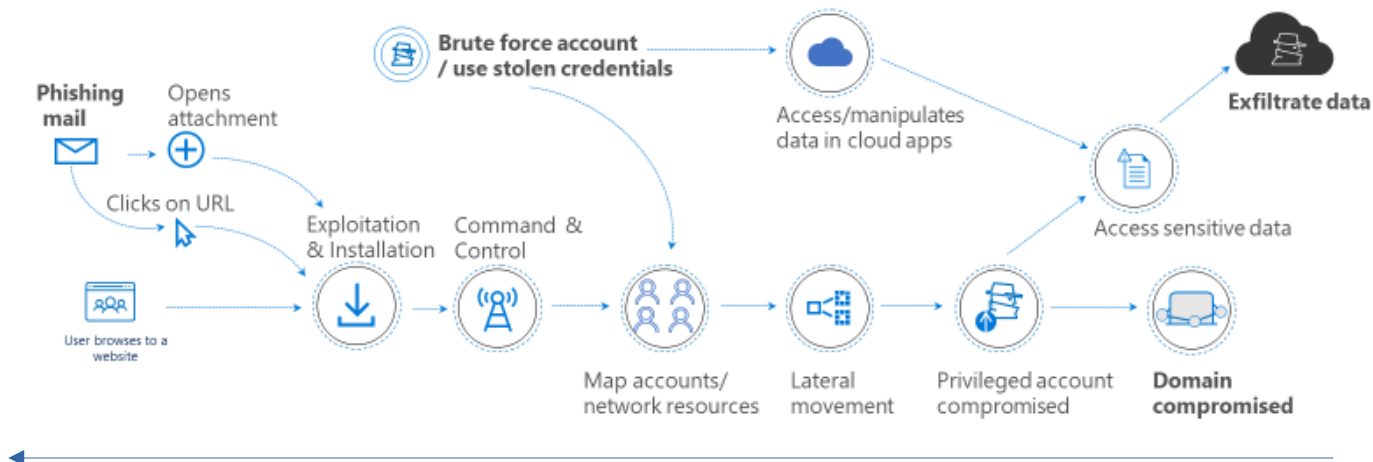 Brute force account
/ use stolen credentials
Phishing
mail
Opens
attachment
Clicks on URL
User browses to a
website
Exploitation
& Installation
Command &
Control
Access/manipulates
data in cloud apps
Exfiltrate data
Access sensitive data
Map accounts/
network resources
Lateral
movement
Privileged account
compromised
Domain
compromised